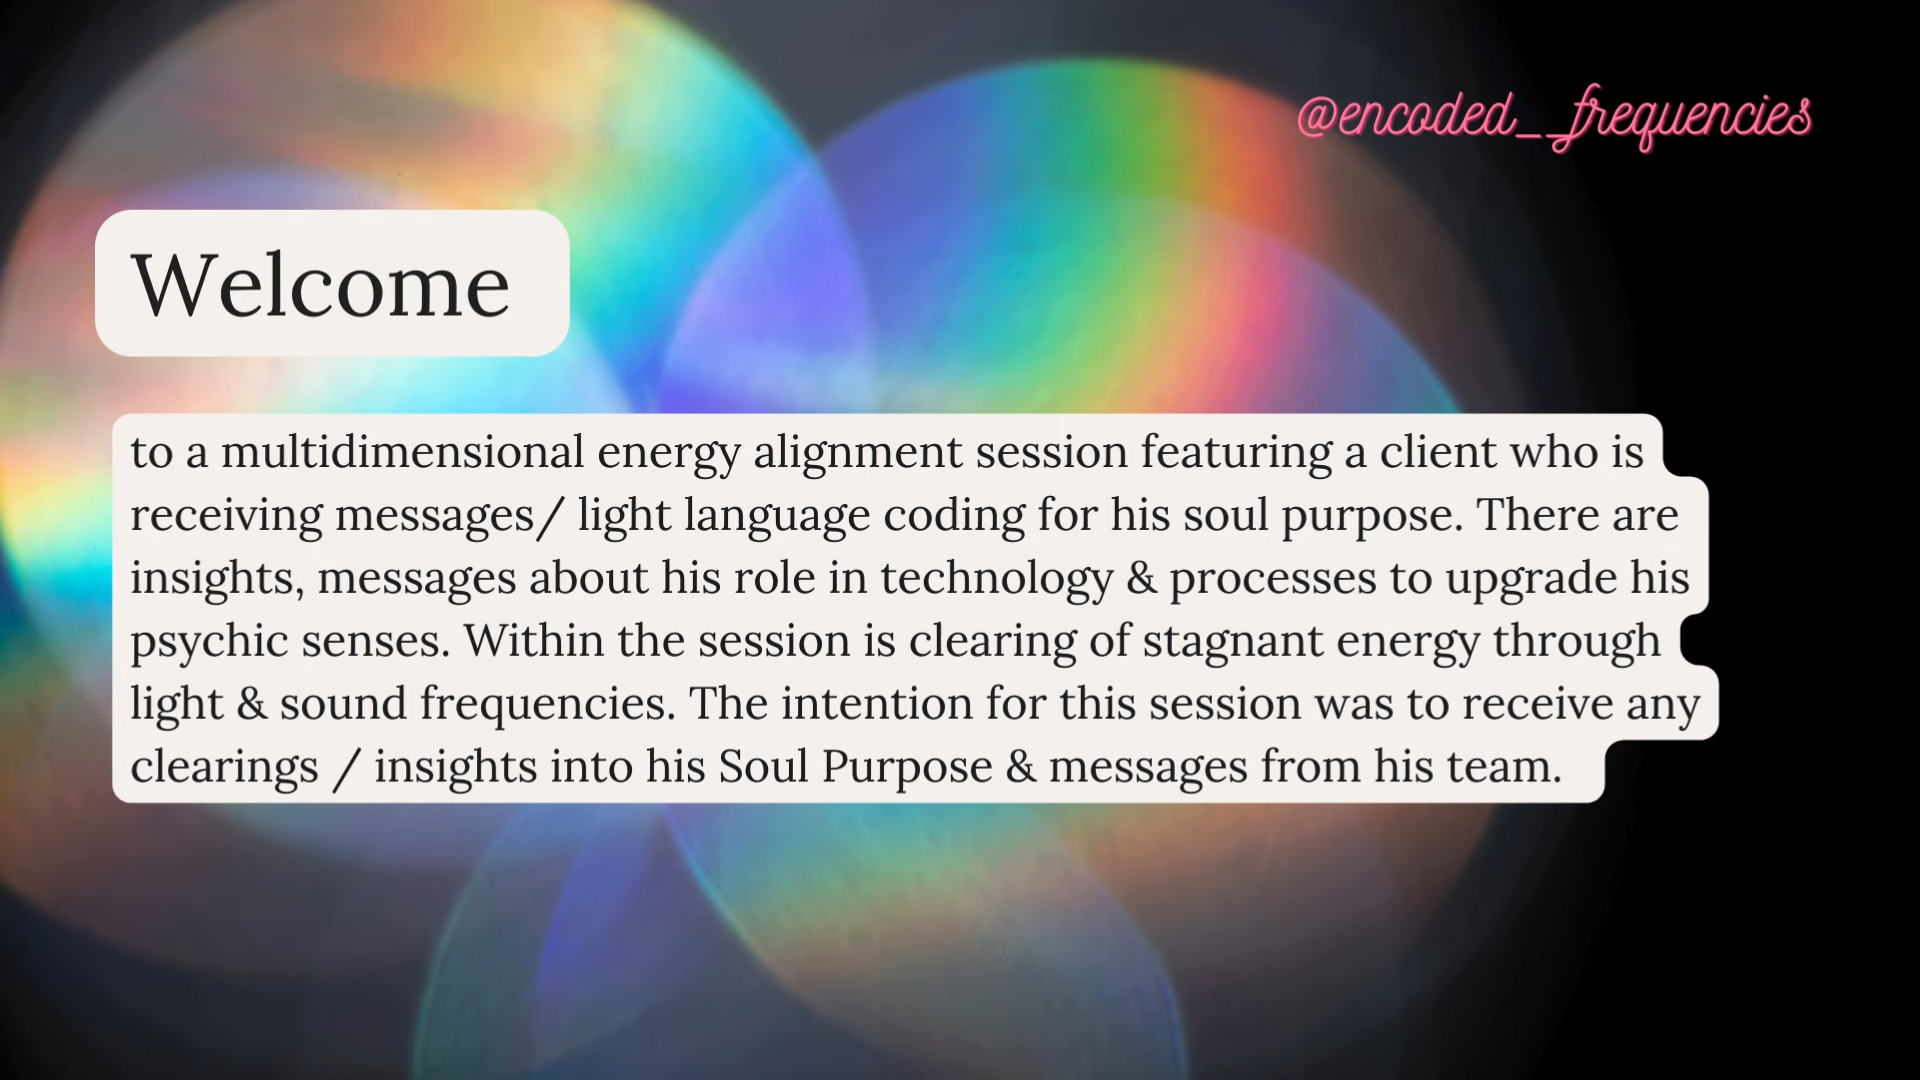 @encoded__frequencies
Welcome
to a multidimensional energy alignment session featuring a client who is
receiving messages/ light language coding for his soul purpose. There are
insights, messages about his role in technology & processes to upgrade his
psychic senses. Within the session is clearing of stagnant energy through
light & sound frequencies. The intention for this session was to receive any
clearings / insights into his Soul Purpose & messages from his team.